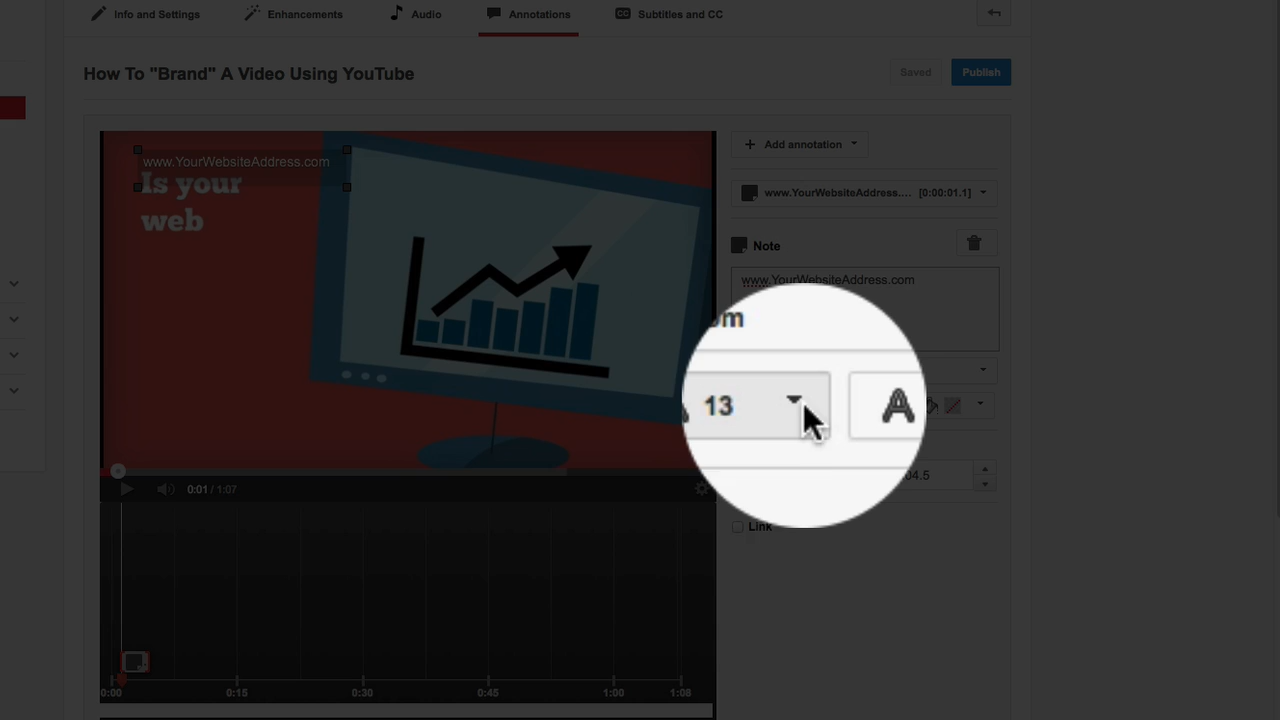 Info and Settings
Enhancements
Audio
Annotations
CC Subtitles and CC
How To "Brand" A Video Using YouTube
Saved
Publish
www.YourWebsiteAddress.com
Is your
web
+ Add annotation
www.YourWebsiteAddress.... [0:00:01.1]
Note
www.YourWebsiteAddress.com
om
13
A
04.5
Link
0:01 / 1:07
0:00
0:15
0:30
0:45
1:00
1:08